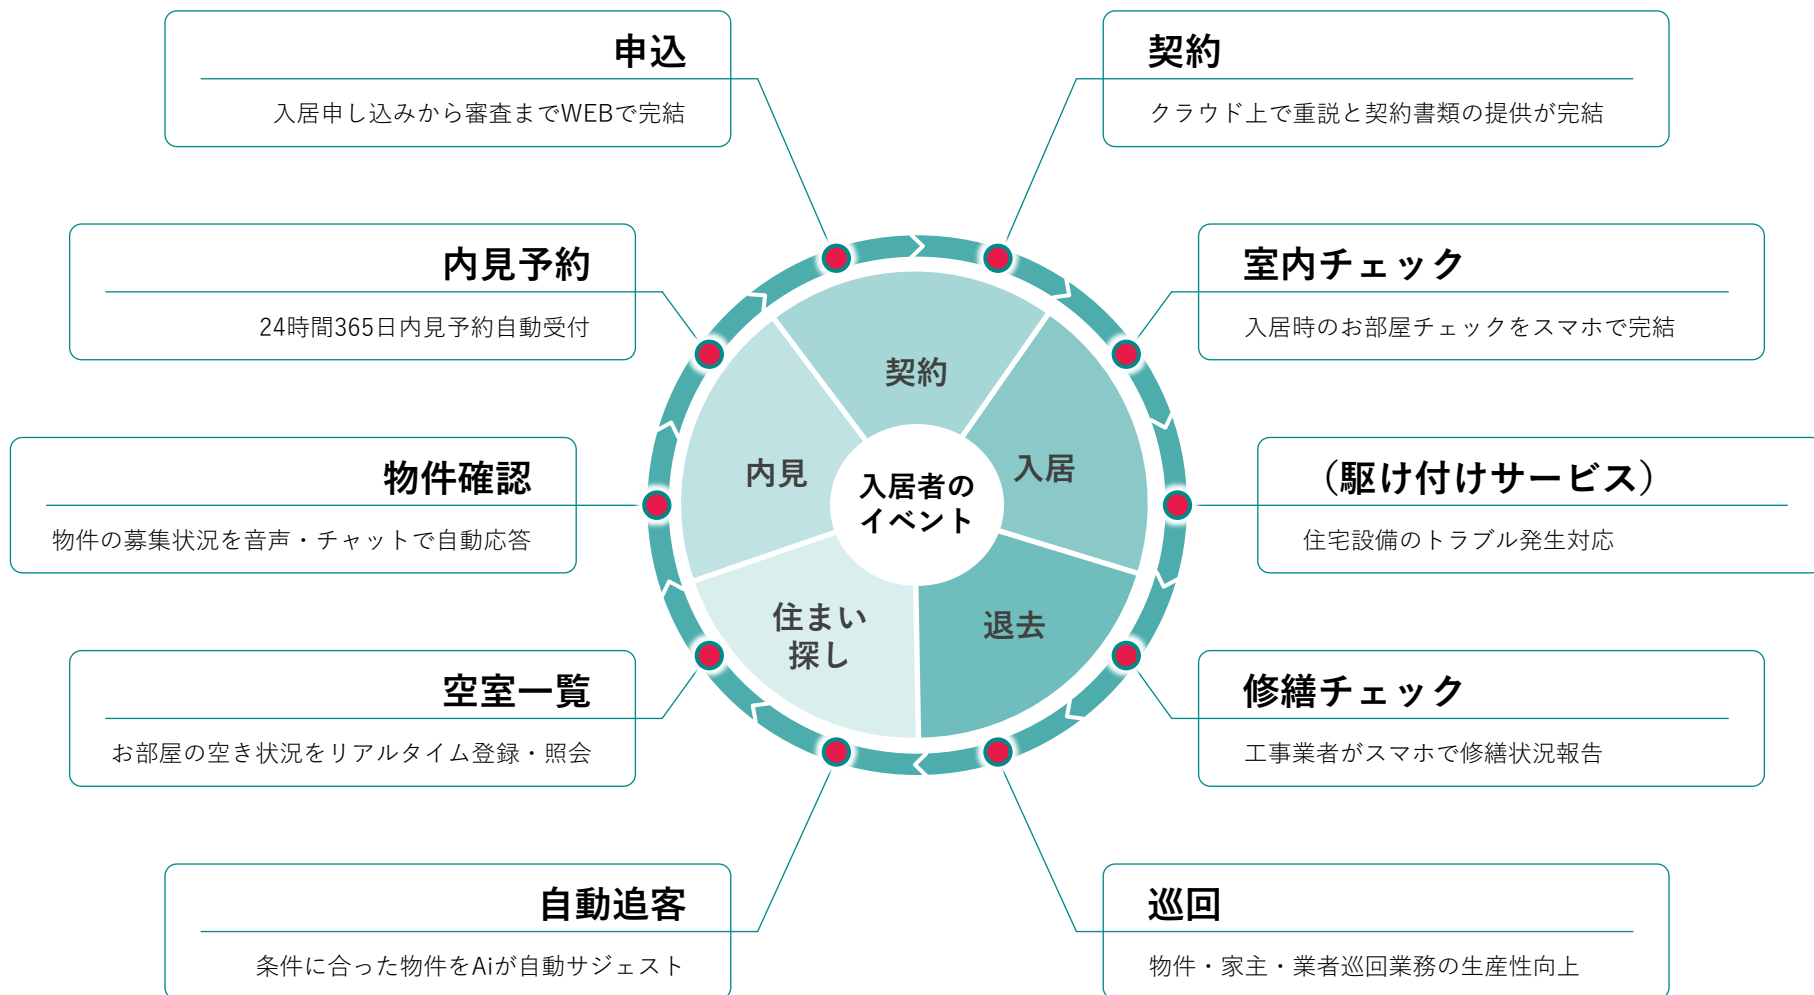 申込
入居申し込みから審査までWEBで完結
契約
クラウド上で重説と契約書類の提供が完結
内見予約
24時間365日内見予約自動受付
室内チェック
入居時のお部屋チェックをスマホで完結
物件確認
物件の募集状況を音声・チャットで自動応答
（駆け付けサービス）
住宅設備のトラブル発生対応
空室一覧
お部屋の空き状況をリアルタイム登録・照会
修繕チェック
工事業者がスマホで修繕状況報告
自動追客
条件に合った物件をAiが自動サジェスト
巡回
物件・家主・業者巡回業務の生産性向上
契約
内見
入居
入居者の
イベント
住まい
探し
退去